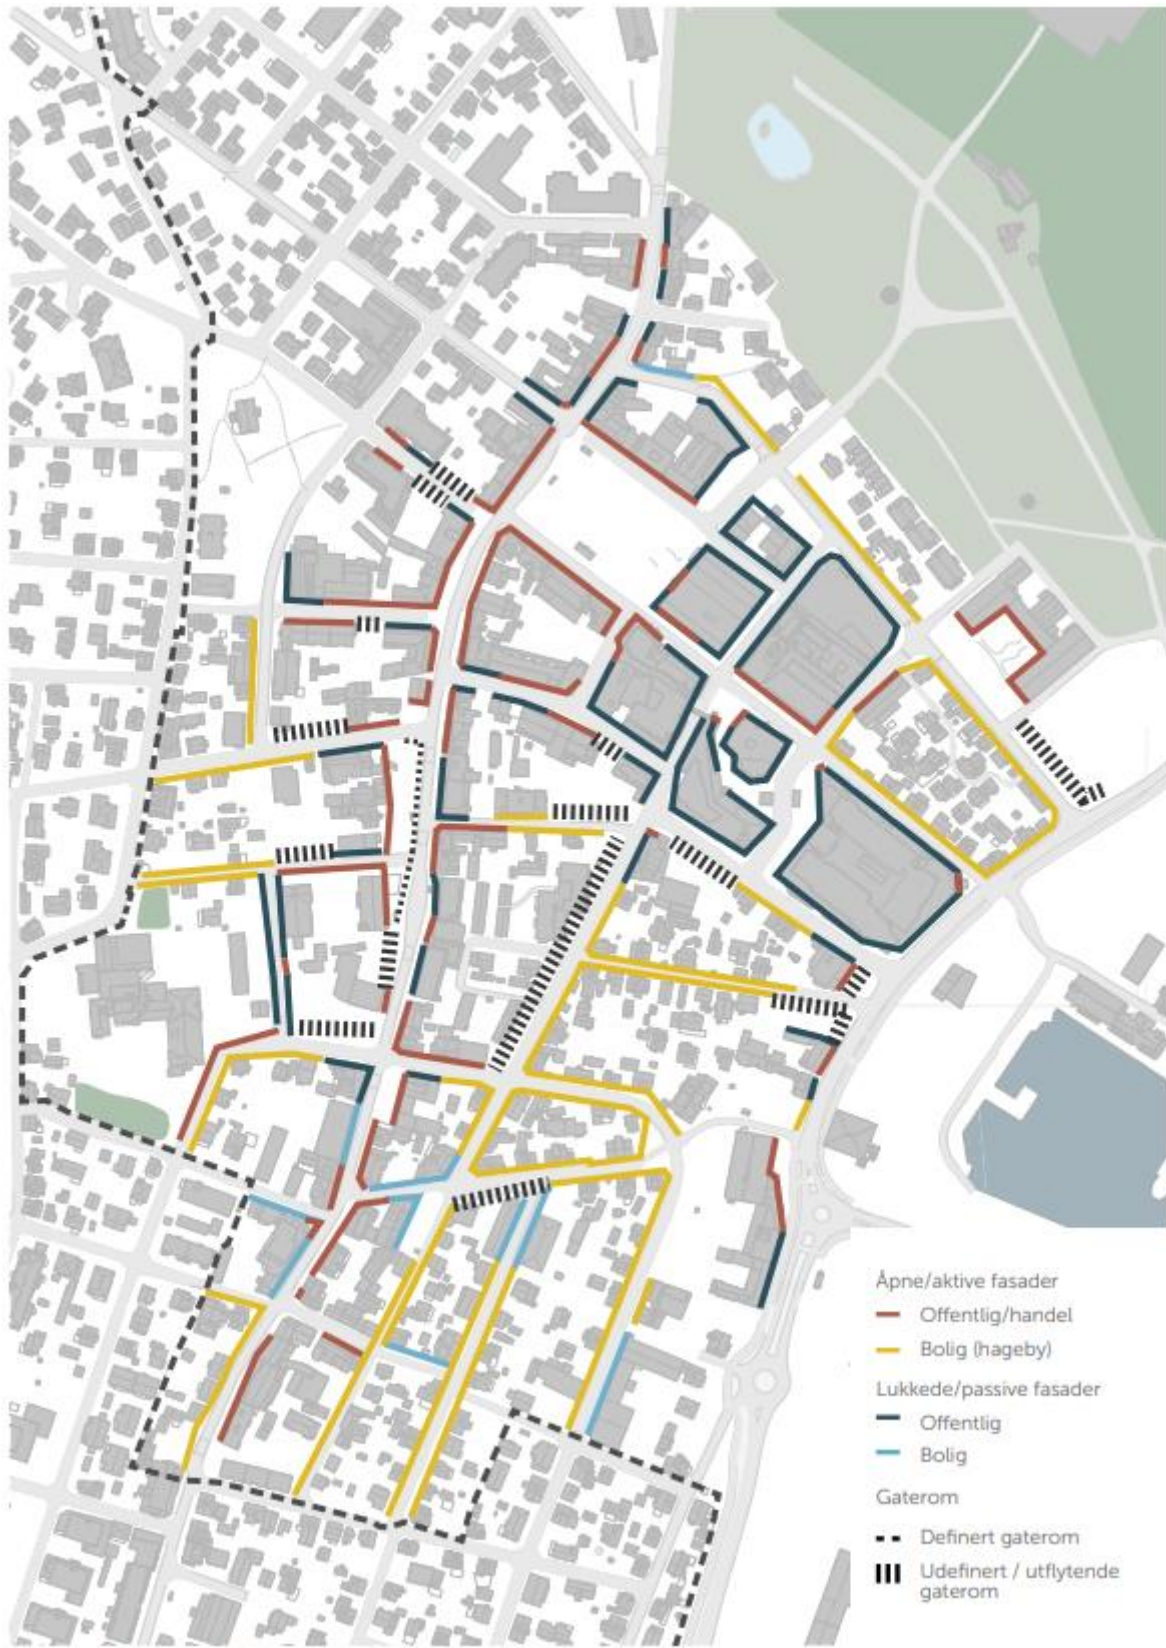 Åpne/aktive fasader
Offentlig/handel
Bolig (hageby)
Lukkede/passive fasader
Offentlig
Bolig
Gaterom
Definert gaterom
Udefinert / utflytende
gaterom